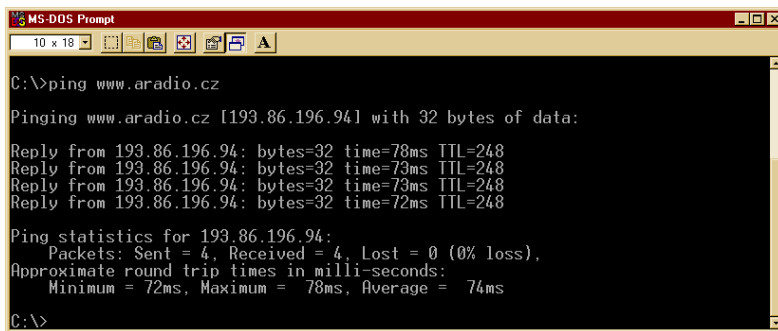 MS-DOS Prompt
10 x 18
A
C:\>ping www.aradio.cz
Pinging www.aradio.cz [193.86.196.94] with 32 bytes of data:
Reply from 193.86.196.94: bytes=32 time=78ms TTL=248
Reply from 193.86.196.94: bytes=32 time=73ms TTL=248
Reply from 193.86.196.94: bytes=32 time=73ms TTL=248
Reply from 193.86.196.94: bytes=32 time=72ms TTL=248
Ping statistics for 193.86.196.94:
    Packets: Sent = 4, Received = 4, Lost = 0 (0% loss),
Approximate round trip times in milli-seconds:
    Minimum = 72ms, Maximum =  78ms, Average =  74ms
C:\>